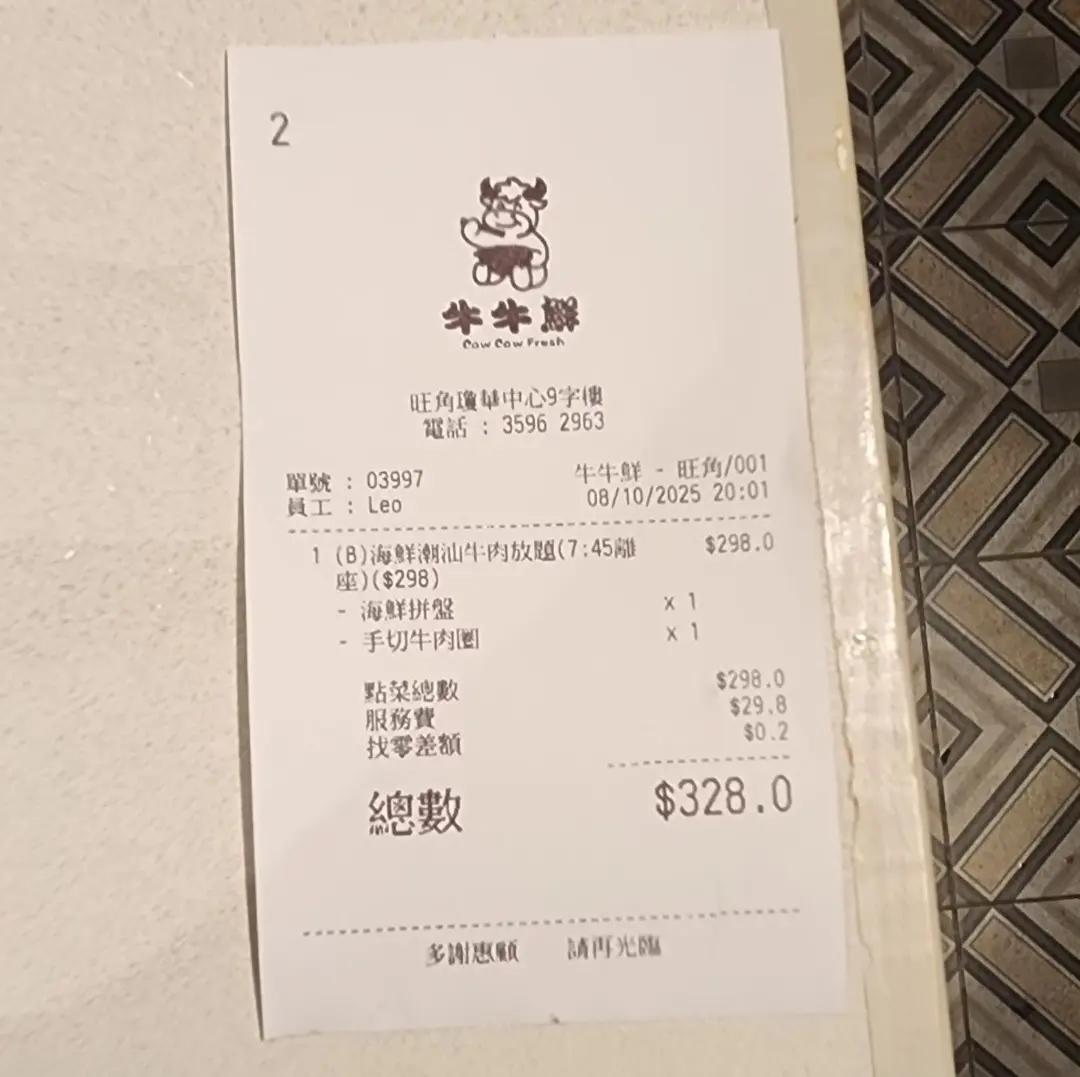 2
牛牛鮮
Cow Cow Fresh
旺角瓊華中心9字樓
電話 : 3596 2963
單號 : 03997
牛牛鮮 - 旺角/001
員工 : Leo
08/10/2025 20:01
1 (B)海鮮潮汕牛肉放題(7:45離 $298.0
座)($298)
- 海鮮拼盤 x 1
- 手切牛肉圈 x 1
點菜總數 $298.0
服務費 $29.8
找零差額 $0.2
總數 $328.0
多謝惠顧 請再光臨